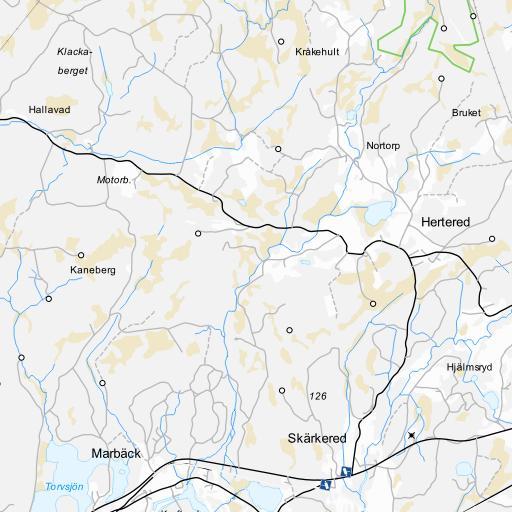 Klacka-
berget
Kråkehult
Hallavad
Bruket
Nortorp
Motorb.
Hertered
Kaneberg
Hjälmsryd
126
Skärkered
Marbäck
Torvsjön